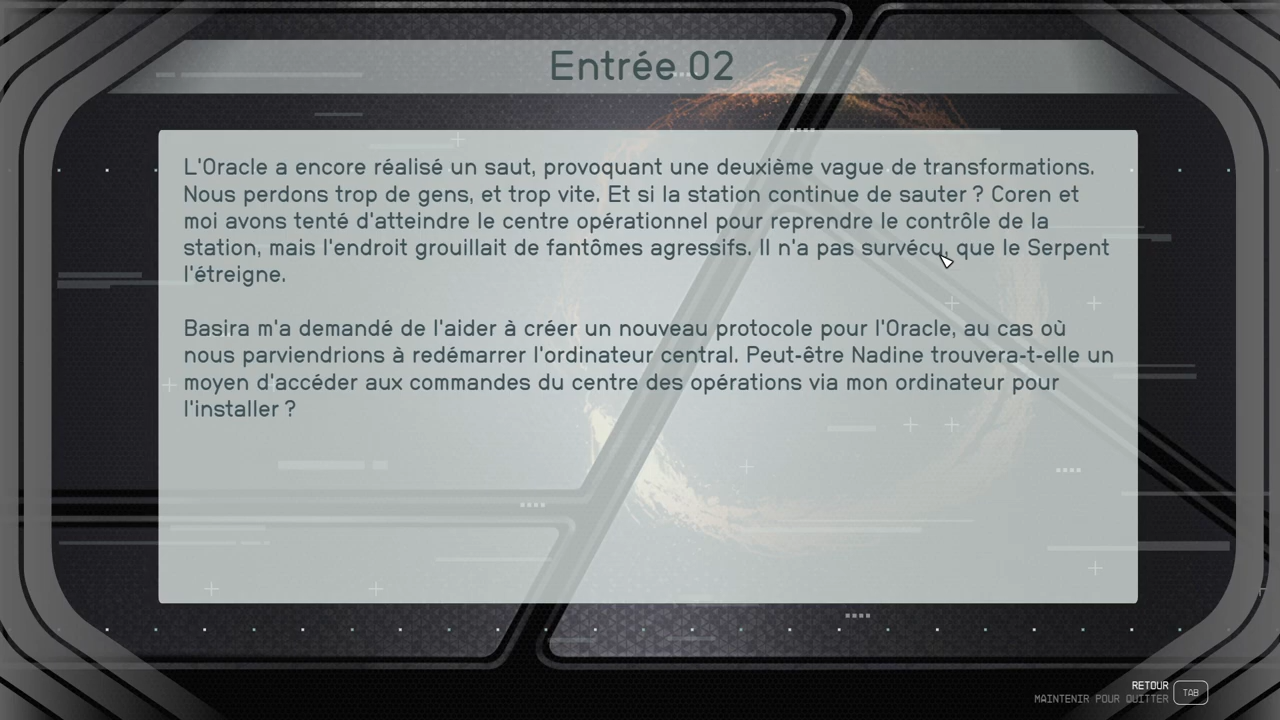 Entrée 02
L'Oracle a encore réalisé un saut, provoquant une deuxième vague de transformations.
Nous perdons trop de gens, et trop vite. Et si la station continue de sauter ? Coren et
moi avons tenté d'atteindre le centre opérationnel pour reprendre le contrôle de la
station, mais l'endroit grouillait de fantômes agressifs. Il n'a pas survécu, que le Serpent
l'étreigne.
Basira m'a demandé de l'aider à créer un nouveau protocole pour l'Oracle, au cas où
nous parviendrions à redémarrer l'ordinateur central. Peut-être Nadine trouvera-t-elle un
moyen d'accéder aux commandes du centre des opérations via mon ordinateur pour
l'installer ?
RETOUR
MAINTENIR POUR QUITTER
TAB